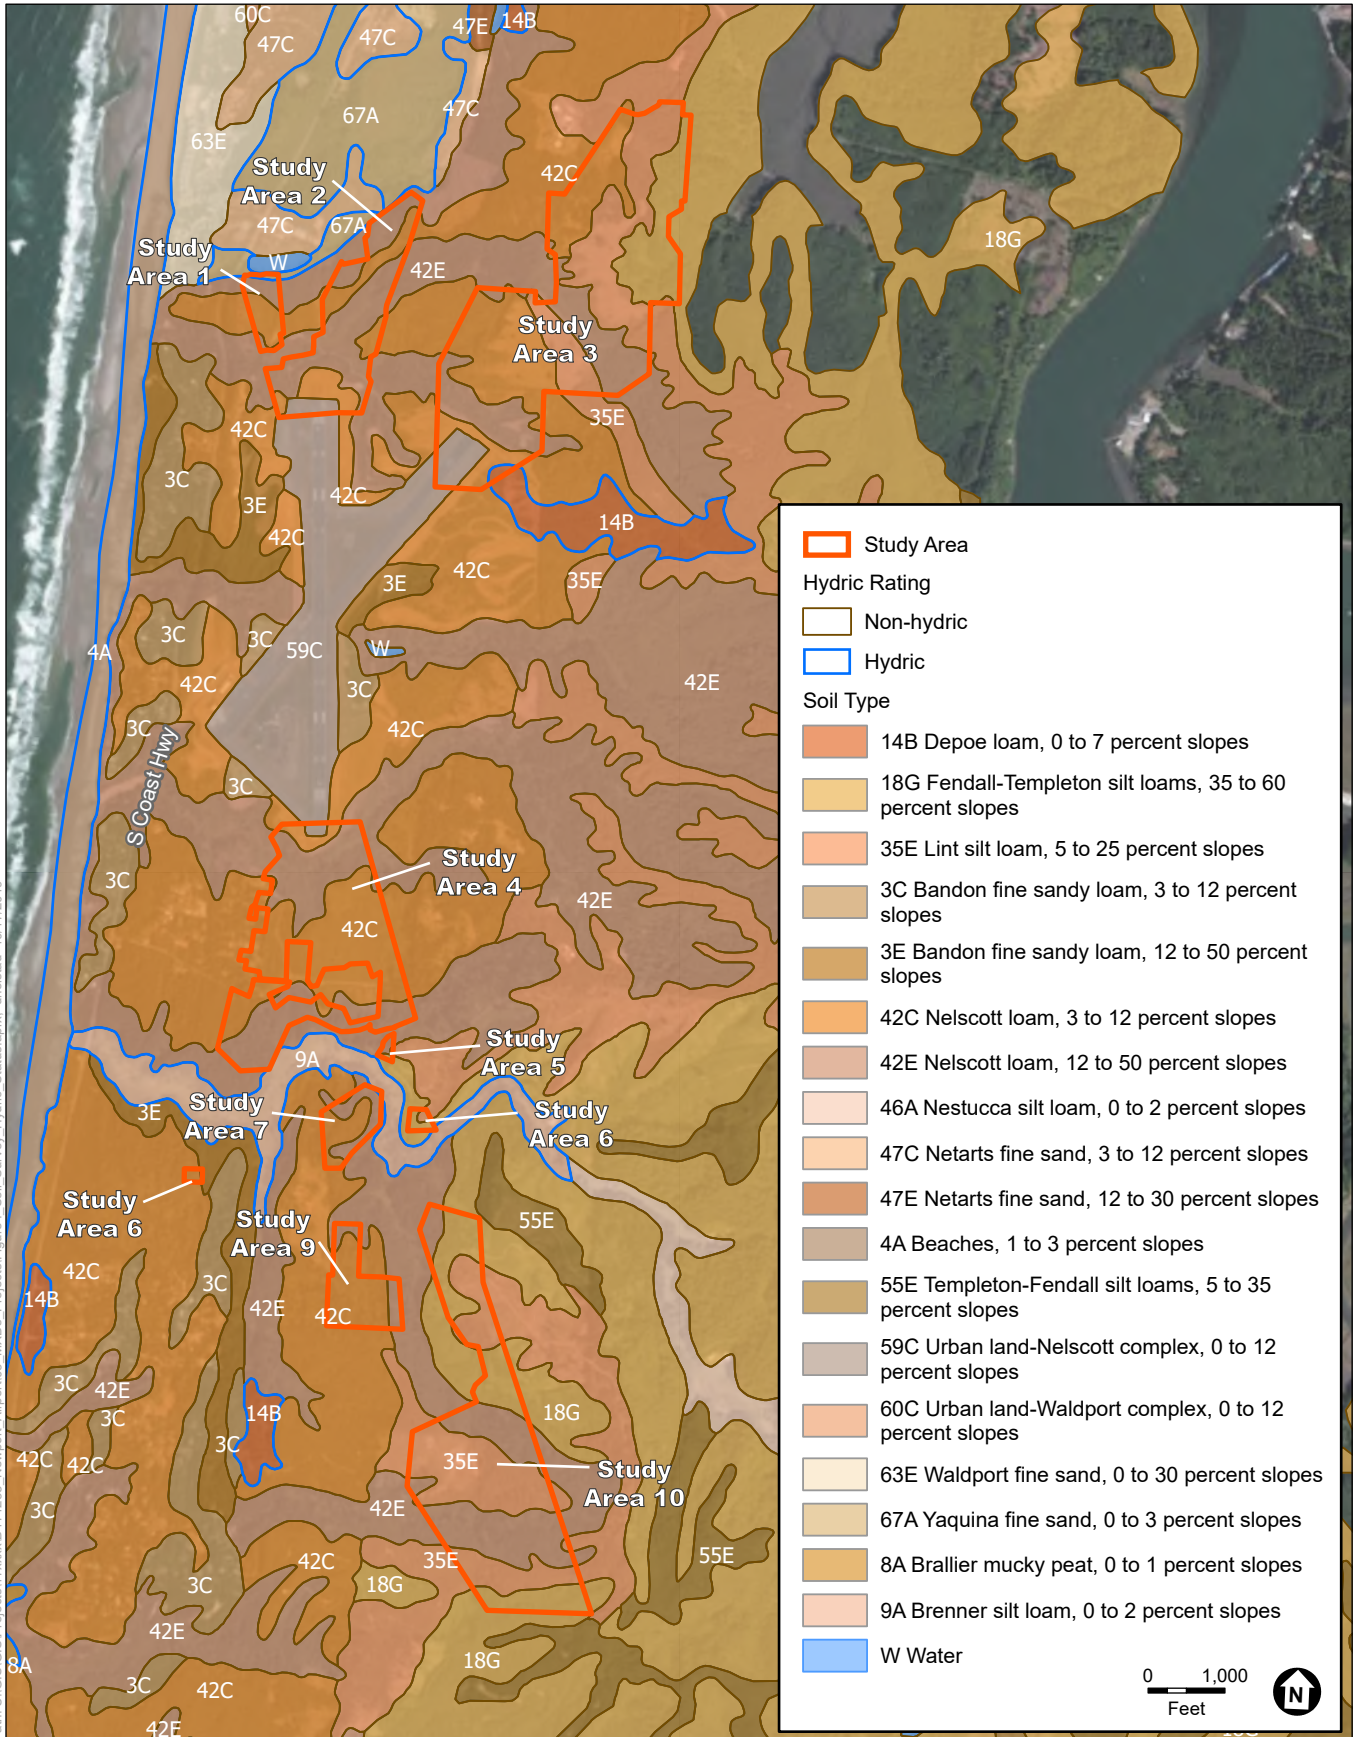 60C
47C
47C
47E
14B
67A
47C
63E
Study
Area 2
42C
47C
67A
18G
Study
Area 1
W
42E
Study
Area 3
42C
35E
3C
3E
42C
42C
14B
3E
42C
35E
3C
3C
59C
W
4A
42C
3C
42E
3C
42C
S Coast Hwy
3C
Study
Area 4
3C
42E
42C
Study
Area 5
9A
3E
Study
Area 7
Study
Area 6
Study
Area 6
Study
Area 9
55E
42C
3C
14B
42E
42C
3C
42E
3C
14B
18G
3C
42C
42C
35E
Study
Area 10
3C
42E
42C
35E
55E
3C
18G
42E
8A
18G
3C
42C
42E
Study Area
Hydric Rating
Non-hydric
Hydric
Soil Type
14B Depoe loam, 0 to 7 percent slopes
18G Fendall-Templeton silt loams, 35 to 60
percent slopes
35E Lint silt loam, 5 to 25 percent slopes
3C Bandon fine sandy loam, 3 to 12 percent
slopes
3E Bandon fine sandy loam, 12 to 50 percent
slopes
42C Nelscott loam, 3 to 12 percent slopes
42E Nelscott loam, 12 to 50 percent slopes
46A Nestucca silt loam, 0 to 2 percent slopes
47C Netarts fine sand, 3 to 12 percent slopes
47E Netarts fine sand, 12 to 30 percent slopes
4A Beaches, 1 to 3 percent slopes
55E Templeton-Fendall silt loams, 5 to 35
percent slopes
59C Urban land-Nelscott complex, 0 to 12
percent slopes
60C Urban land-Waldport complex, 0 to 12
percent slopes
63E Waldport fine sand, 0 to 30 percent slopes
67A Yaquina fine sand, 0 to 3 percent slopes
8A Brallier mucky peat, 0 to 1 percent slopes
9A Brenner silt loam, 0 to 2 percent slopes
W Water
0 1,000
Feet
N